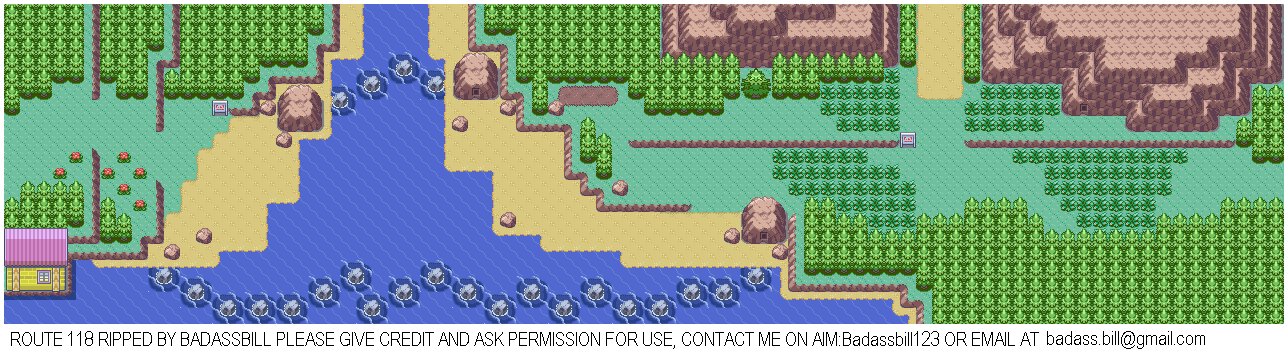 ROUTE 118 RIPPED BY BADASSBILL PLEASE GIVE CREDIT AND ASK PERMISSION FOR USE, CONTACT ME ON AIM:Badassbill123 OR EMAIL AT badass.bill@gmail.com